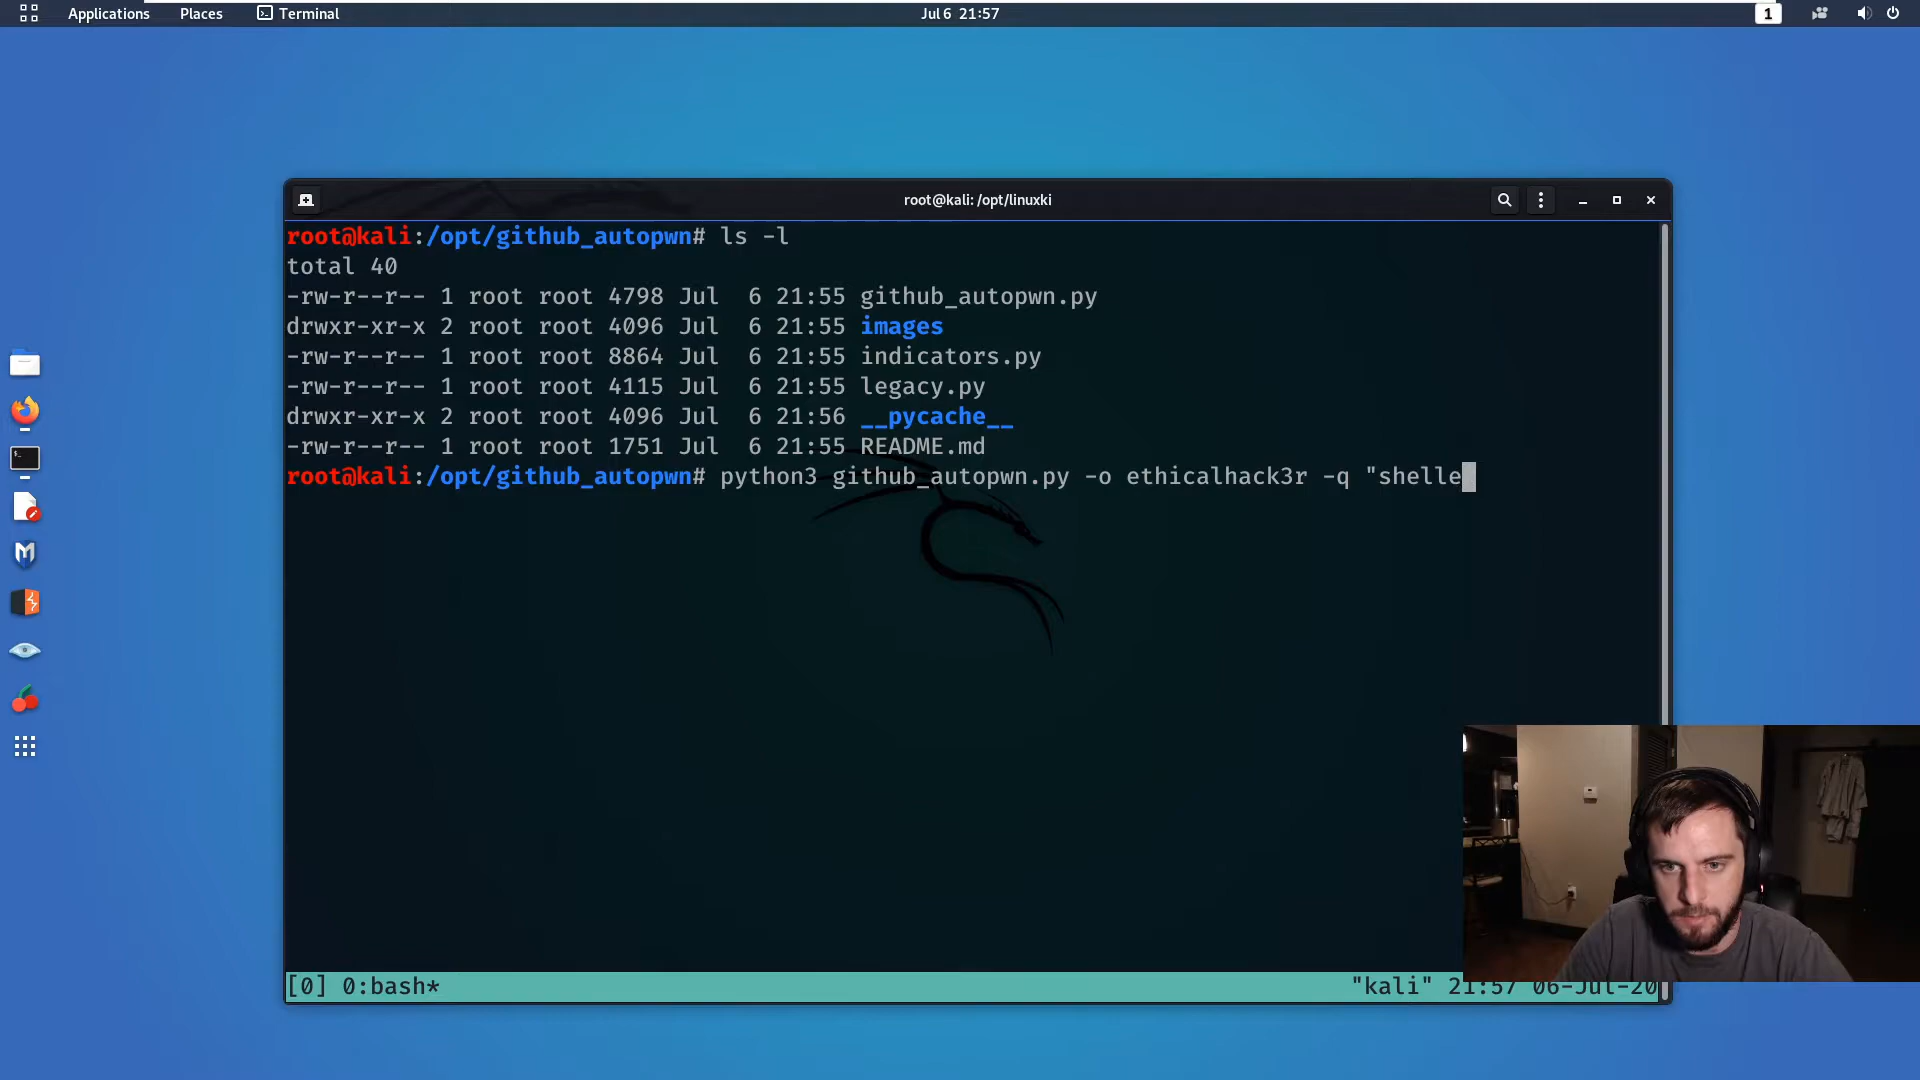 Applications Places Terminal Jul 6 21:57 1
root@kali: /opt/linuxki
root@kali:/opt/github_autopwn# ls -l
total 40
-rw-r--r-- 1 root root 4798 Jul  6 21:55 github_autopwn.py
drwxr-xr-x 2 root root 4096 Jul  6 21:55 images
-rw-r--r-- 1 root root 8864 Jul  6 21:55 indicators.py
-rw-r--r-- 1 root root 4115 Jul  6 21:55 legacy.py
drwxr-xr-x 2 root root 4096 Jul  6 21:56 __pycache__
-rw-r--r-- 1 root root 1751 Jul  6 21:55 README.md
root@kali:/opt/github_autopwn# python3 github_autopwn.py -o ethicalhack3r -q "shelle
[0] 0:bash* "kali" 21:57 06-Jul-20